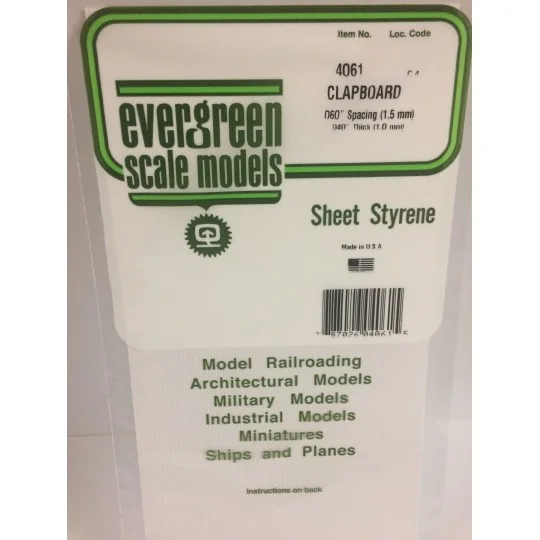 Item No. Loc. Code
4061
CLAPBOARD
.060" Spacing (1.5 mm)
.040" Thick (1.0 mm)
evergreen
scale models
Sheet Styrene
Made in U.S.A
Model Railroading
Architectural Models
Military Models
Industrial Models
Miniatures
Ships and Planes
Instructions on back